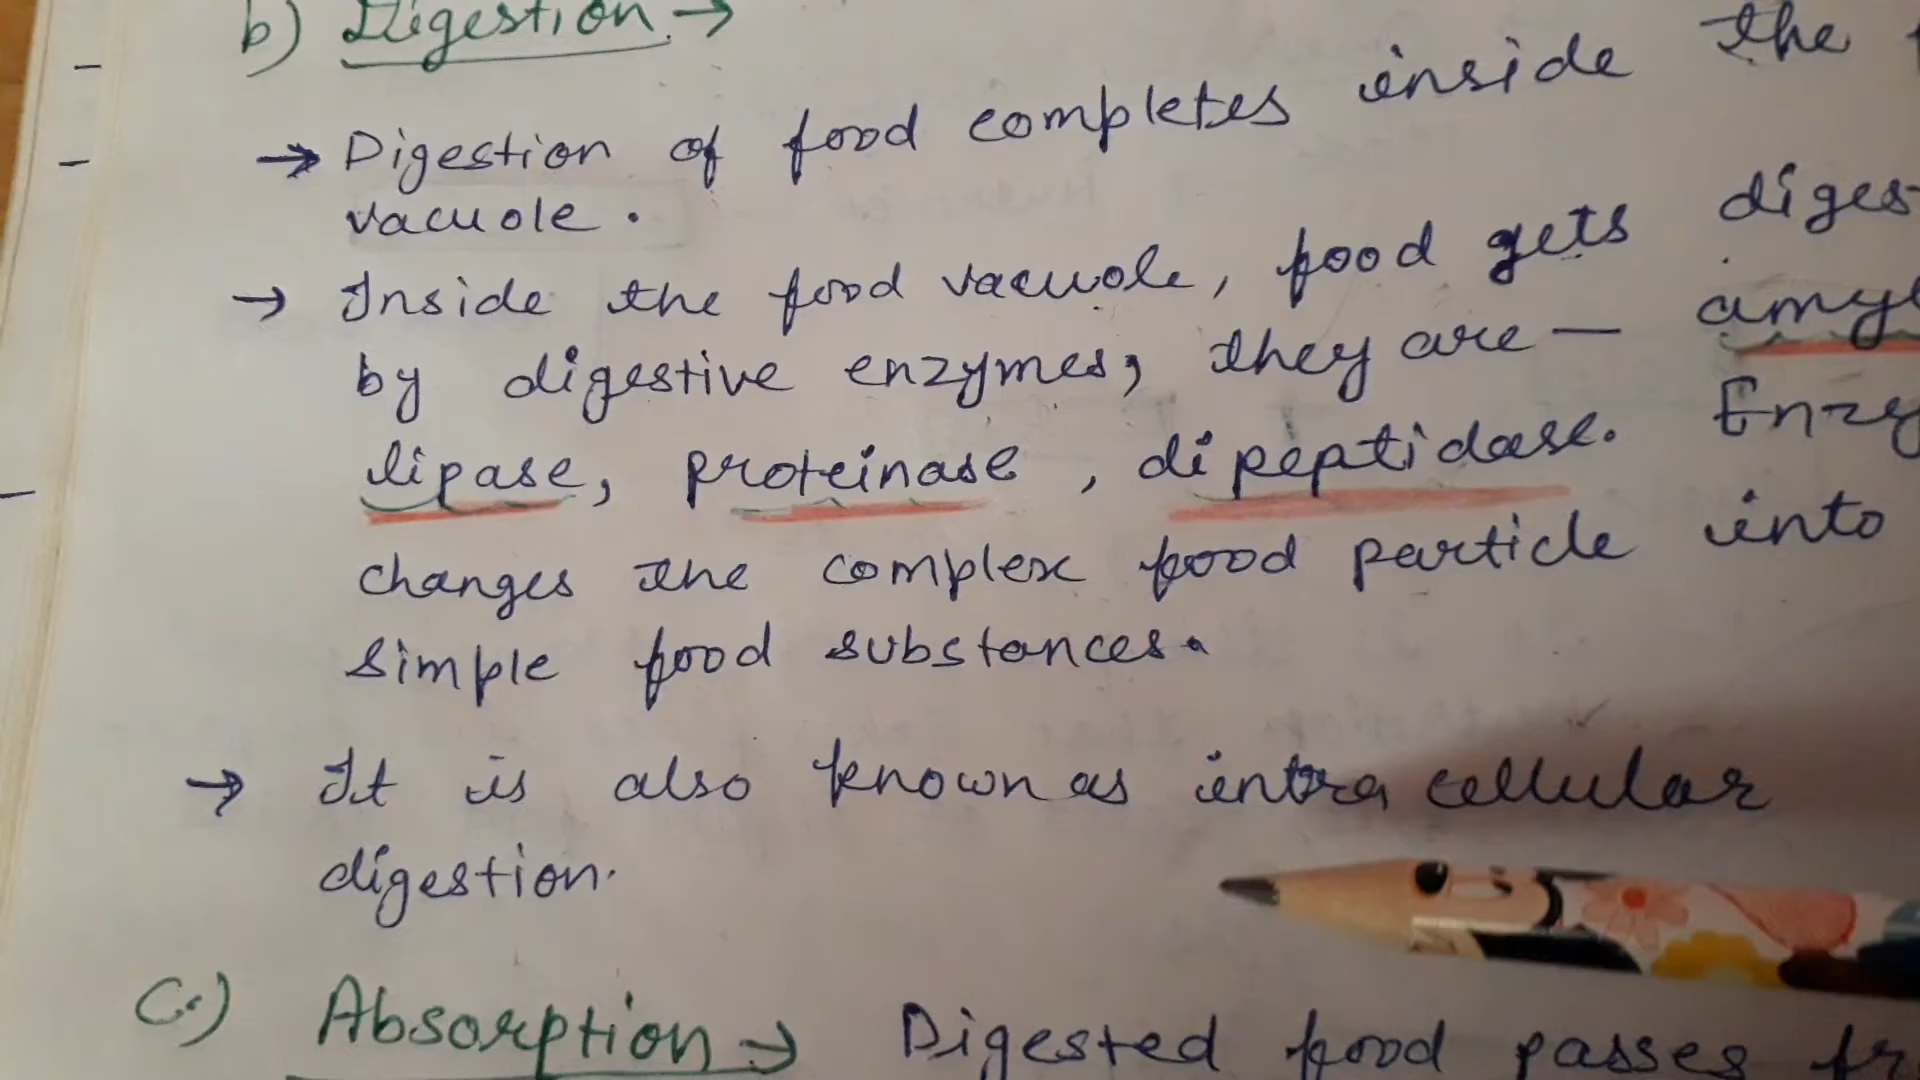 b) Digestion →
→ Digestion of food completes inside the
vacuole.
→ Inside the food vacuole, food gets diges
by digestive enzymes, they are — amyl
lipase, proteinase, dipeptidase. Enzy
changes the complex food particle into
simple food substances.
→ It is also known as intra cellular
digestion.
C.) Absorption → Digested food passes fr